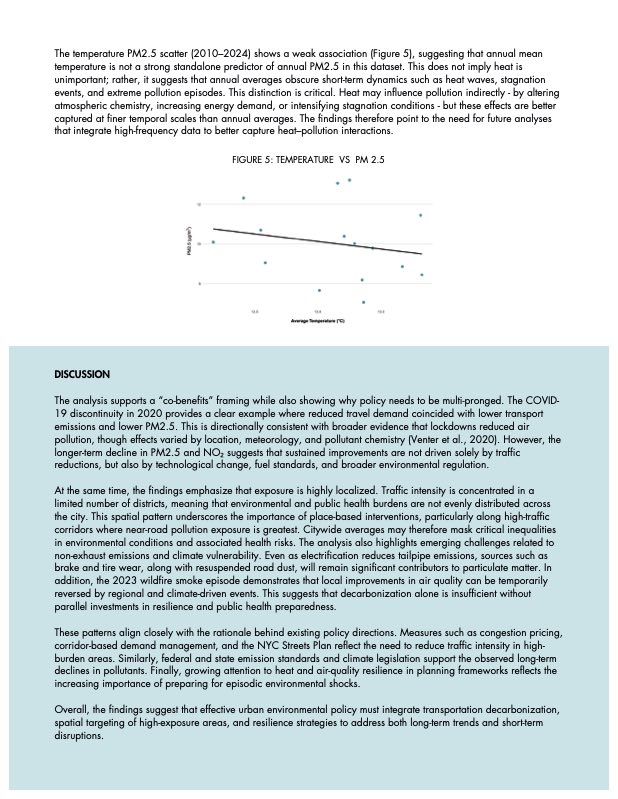 The temperature PM2.5 scatter (2010–2024) shows a weak association (Figure 5), suggesting that annual mean
temperature is not a strong standalone predictor of annual PM2.5 in this dataset. This does not imply heat is
unimportant; rather, it suggests that annual averages obscure short-term dynamics such as heat waves, stagnation
events, and extreme pollution episodes. This distinction is critical. Heat may influence pollution indirectly - by altering
atmospheric chemistry, increasing energy demand, or intensifying stagnation conditions - but these effects are better
captured at finer temporal scales than annual averages. The findings therefore point to the need for future analyses
that integrate high-frequency data to better capture heat–pollution interactions.
FIGURE 5: TEMPERATURE VS PM 2.5
PM2.5 (µg/m³)
10
Average Temperature (°C)
DISCUSSION
The analysis supports a “co-benefits” framing while also showing why policy needs to be multi-pronged. The COVID-
19 discontinuity in 2020 provides a clear example where reduced travel demand coincided with lower transport
emissions and lower PM2.5. This is directionally consistent with broader evidence that lockdowns reduced air
pollution, though effects varied by location, meteorology, and pollutant chemistry (Venter et al., 2020). However, the
longer-term decline in PM2.5 and NO₂ suggests that sustained improvements are not driven solely by traffic
reductions, but also by technological change, fuel standards, and broader environmental regulation.
At the same time, the findings emphasize that exposure is highly localized. Traffic intensity is concentrated in a
limited number of districts, meaning that environmental and public health burdens are not evenly distributed across
the city. This spatial pattern underscores the importance of place-based interventions, particularly along high-traffic
corridors where near-road pollution exposure is greatest. Citywide averages may therefore mask critical inequalities
in environmental conditions and associated health risks. The analysis also highlights emerging challenges related to
non-exhaust emissions and climate vulnerability. Even as electrification reduces tailpipe emissions, sources such as
brake and tire wear, along with resuspended road dust, will remain significant contributors to particulate matter. In
addition, the 2023 wildfire smoke episode demonstrates that local improvements in air quality can be temporarily
reversed by regional and climate-driven events. This suggests that decarbonization alone is insufficient without
parallel investments in resilience and public health preparedness.
These patterns align closely with the rationale behind existing policy directions. Measures such as congestion pricing,
corridor-based demand management, and the NYC Streets Plan reflect the need to reduce traffic intensity in high-
burden areas. Similarly, federal and state emission standards and climate legislation support the observed long-term
declines in pollutants. Finally, growing attention to heat and air-quality resilience in planning frameworks reflects the
increasing importance of preparing for episodic environmental shocks.
Overall, the findings suggest that effective urban environmental policy must integrate transportation decarbonization,
spatial targeting of high-exposure areas, and resilience strategies to address both long-term trends and short-term
disruptions.